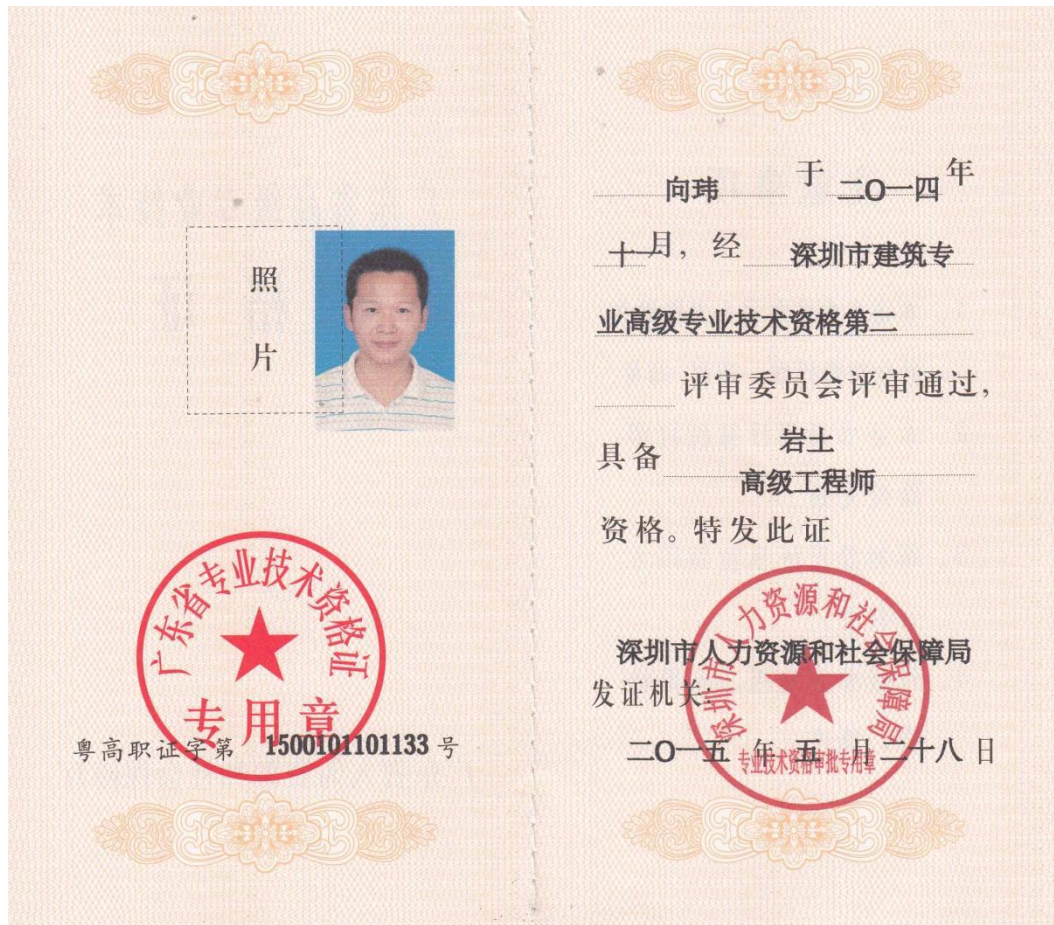 照
片
广东省专业技术资格证
专用章
粤高职证字第 1500101101133 号
向玮 于 二O一四 年
十 月，经 深圳市建筑专
业高级专业技术资格第二
评审委员会评审通过，
具备 岩土
高级工程师
资格。特发此证
深圳市人力资源和社会保障局
深圳市人力资源和社会保障局
发证机关：
二O一五 年 五 月 二十八 日
专业技术资格审批专用章